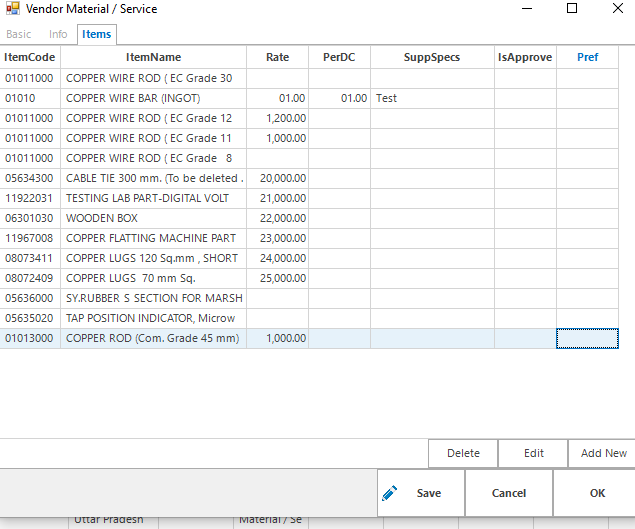 Vendor Material / Service
Basic Info Items
ItemCode ItemName Rate PerDC SuppSpecs IsApprove Pref
01011000 COPPER WIRE ROD ( EC Grade 30
01010 COPPER WIRE BAR (INGOT) 01.00 01.00 Test
01011000 COPPER WIRE ROD ( EC Grade 12 1,200.00
01011000 COPPER WIRE ROD ( EC Grade 11 1,000.00
01011000 COPPER WIRE ROD ( EC Grade 8
05634300 CABLE TIE 300 mm. (To be deleted . 20,000.00
11922031 TESTING LAB PART-DIGITAL VOLT 21,000.00
06301030 WOODEN BOX 22,000.00
11967008 COPPER FLATTING MACHINE PART 23,000.00
08073411 COPPER LUGS 120 Sq.mm , SHORT 24,000.00
08072409 COPPER LUGS 70 mm Sq. 25,000.00
05636000 SY.RUBBER S SECTION FOR MARSH
05635020 TAP POSITION INDICATOR, Microw
01013000 COPPER ROD (Com. Grade 45 mm) 1,000.00
Delete Edit Add New
Save Cancel OK
Uttar Pradesh Material / Se